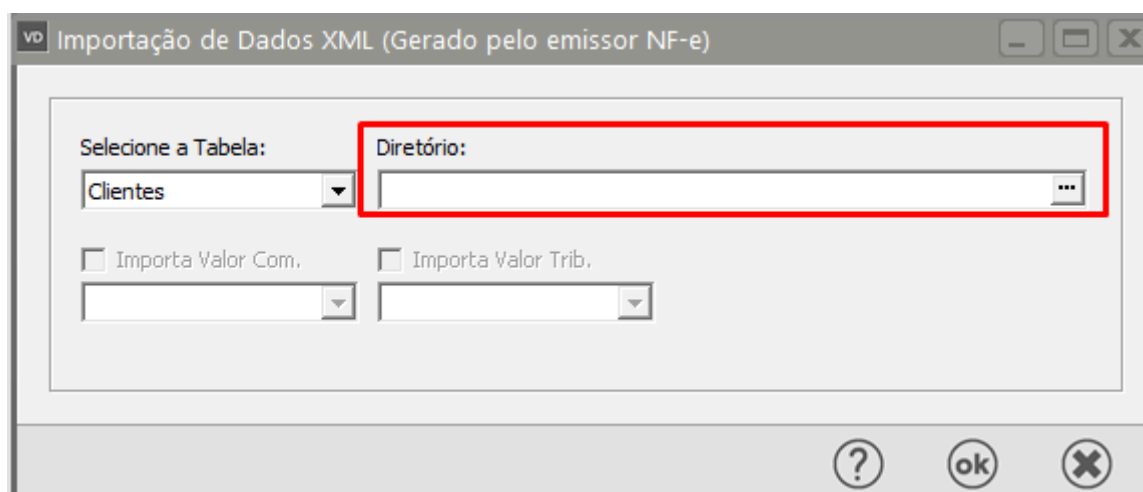 VD Importação de Dados XML (Gerado pelo emissor NF-e)
Selecione a Tabela: Diretório:
Clientes ...
Importa Valor Com. Importa Valor Trib.
? ok